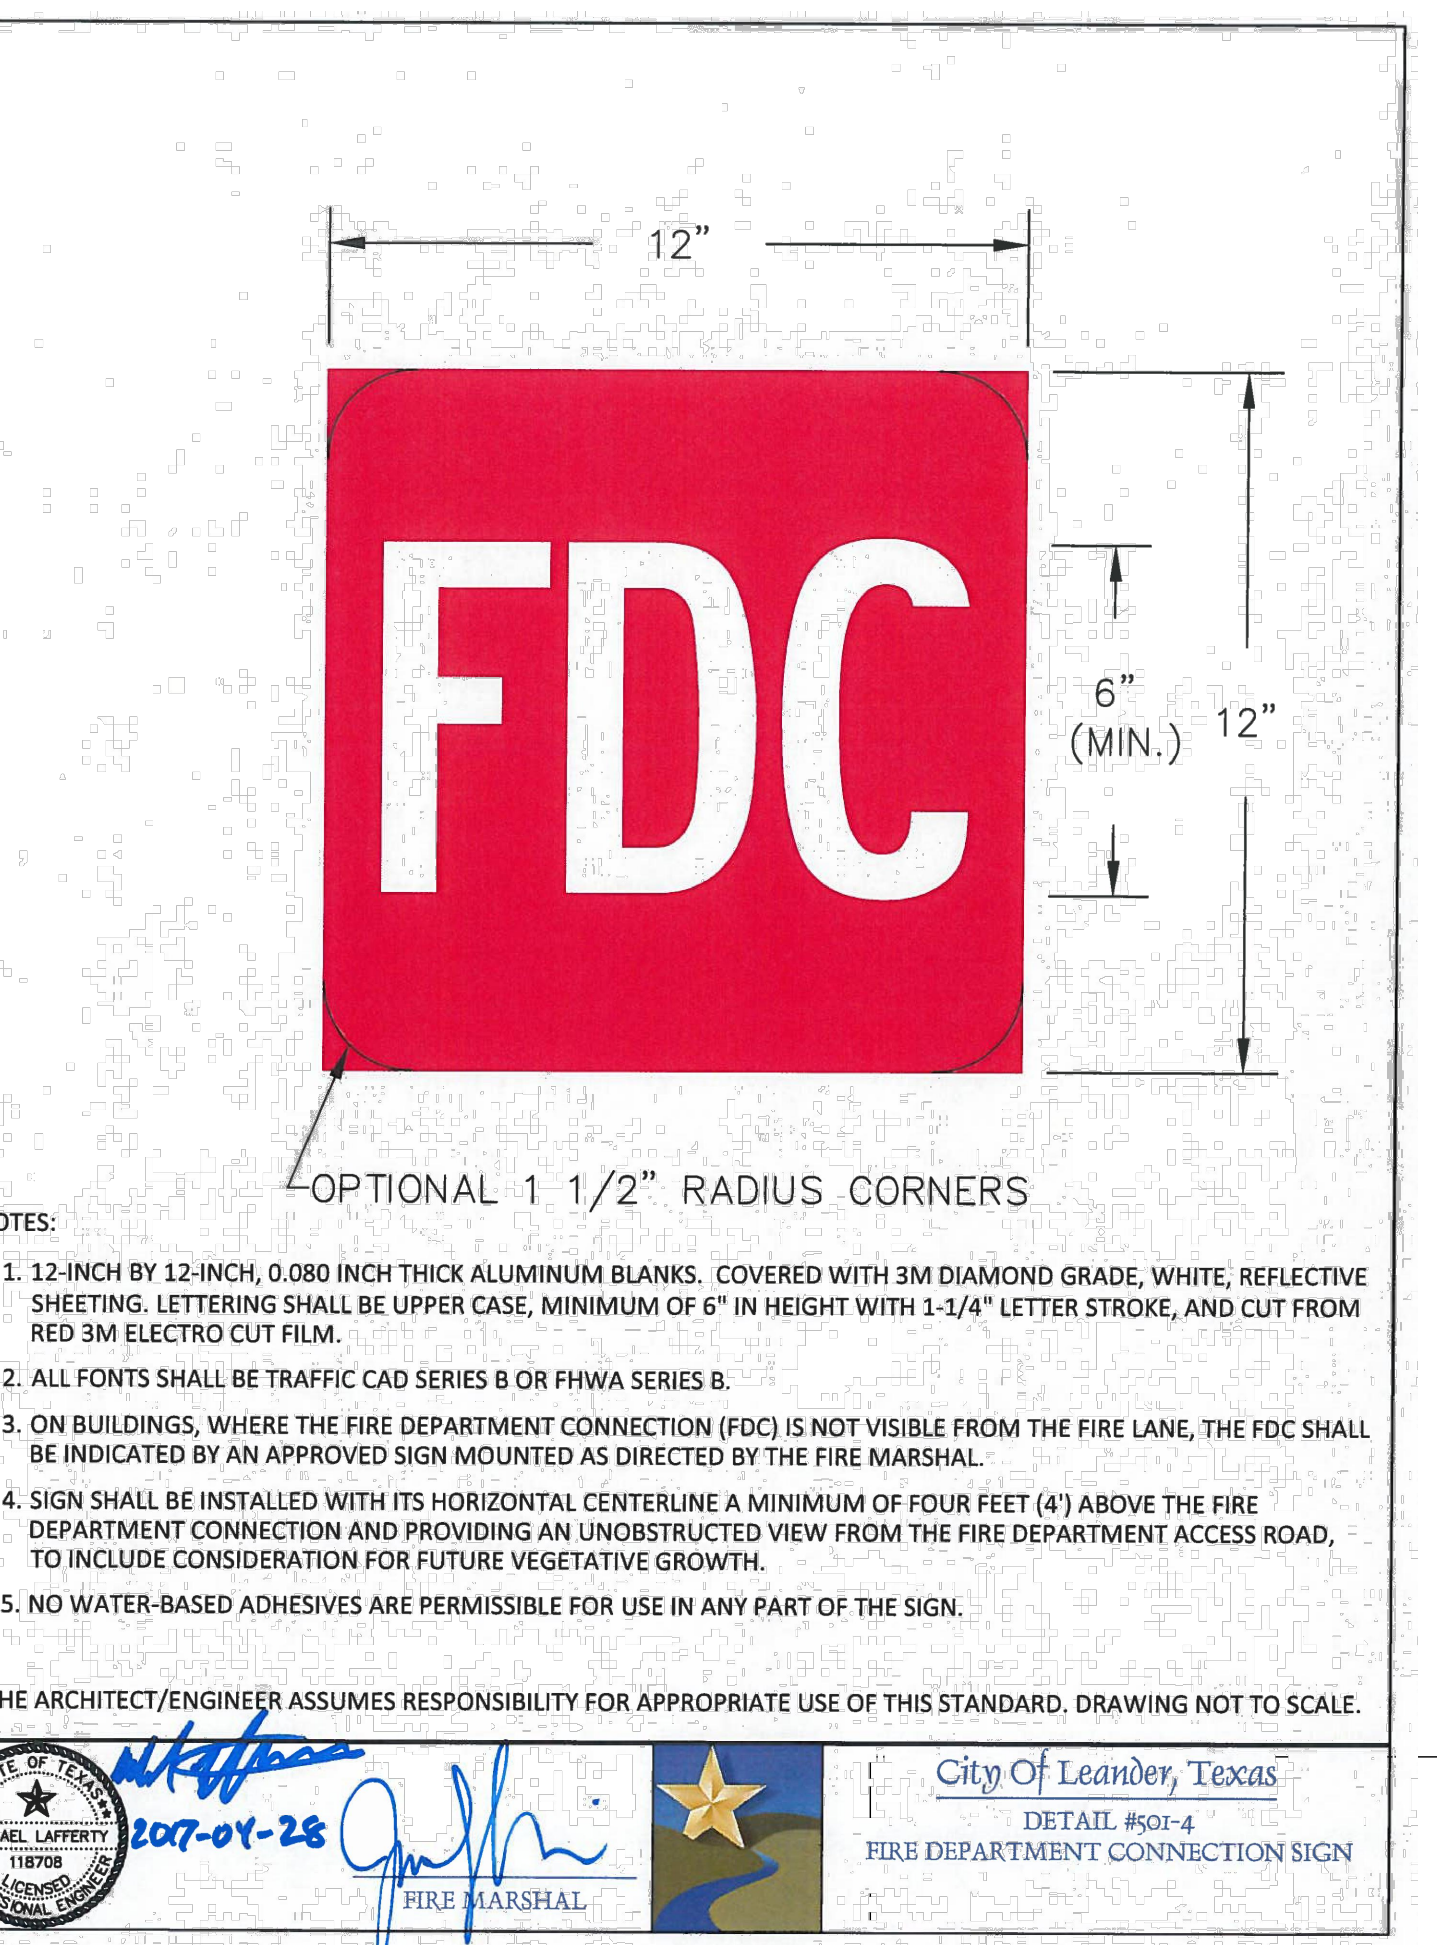 12”
FDC
6”
(MIN.)
12”
OPTIONAL 1 1/2” RADIUS CORNERS
OTES:
1. 12-INCH BY 12-INCH, 0.080 INCH THICK ALUMINUM BLANKS. COVERED WITH 3M DIAMOND GRADE, WHITE, REFLECTIVE
SHEETING. LETTERING SHALL BE UPPER CASE, MINIMUM OF 6" IN HEIGHT WITH 1-1/4" LETTER STROKE, AND CUT FROM
RED 3M ELECTRO CUT FILM.
2. ALL FONTS SHALL BE TRAFFIC CAD SERIES B OR FHWA SERIES B.
3. ON BUILDINGS, WHERE THE FIRE DEPARTMENT CONNECTION (FDC) IS NOT VISIBLE FROM THE FIRE LANE, THE FDC SHALL
BE INDICATED BY AN APPROVED SIGN MOUNTED AS DIRECTED BY THE FIRE MARSHAL.
4. SIGN SHALL BE INSTALLED WITH ITS HORIZONTAL CENTERLINE A MINIMUM OF FOUR FEET (4') ABOVE THE FIRE
DEPARTMENT CONNECTION AND PROVIDING AN UNOBSTRUCTED VIEW FROM THE FIRE DEPARTMENT ACCESS ROAD,
TO INCLUDE CONSIDERATION FOR FUTURE VEGETATIVE GROWTH.
5. NO WATER-BASED ADHESIVES ARE PERMISSIBLE FOR USE IN ANY PART OF THE SIGN.
HE ARCHITECT/ENGINEER ASSUMES RESPONSIBILITY FOR APPROPRIATE USE OF THIS STANDARD. DRAWING NOT TO SCALE.
TE OF TEXAS
AEL LAFFERTY
118708
LICENSED
SIONAL ENGINEER
2017-04-28
FIRE MARSHAL
City Of Leander, Texas
DETAIL #501-4
FIRE DEPARTMENT CONNECTION SIGN